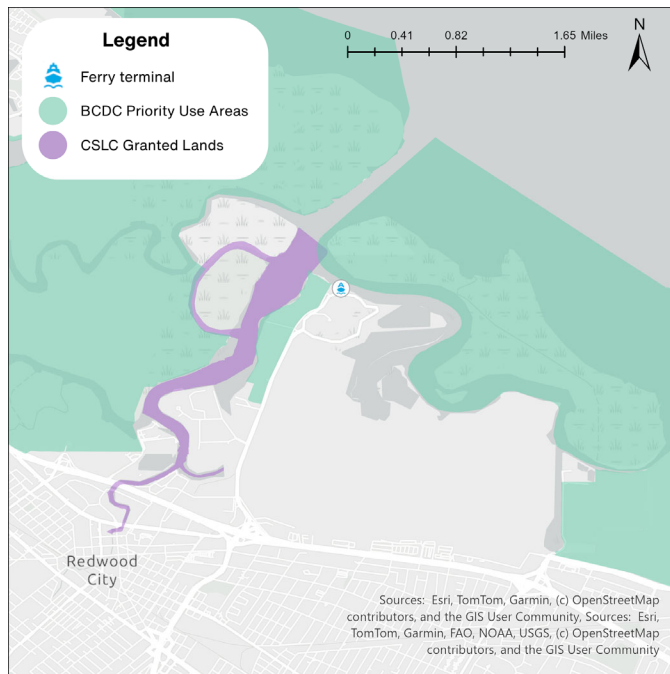 Legend
Ferry terminal
BCDC Priority Use Areas
CSLC Granted Lands
0 0.41 0.82 1.65 Miles
N
Redwood
City
Sources: Esri, TomTom, Garmin, (c) OpenStreetMap
contributors, and the GIS User Community, Sources: Esri,
TomTom, Garmin, FAO, NOAA, USGS, (c) OpenStreetMap
contributors, and the GIS User Community